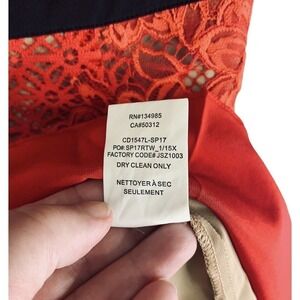 RN#134985
CA#50312
CD1547L-SP17
PO#: SP17RTW_1/15X
FACTORY CODE#JSZ1003
DRY CLEAN ONLY
NETTOYER À SEC
SEULEMENT